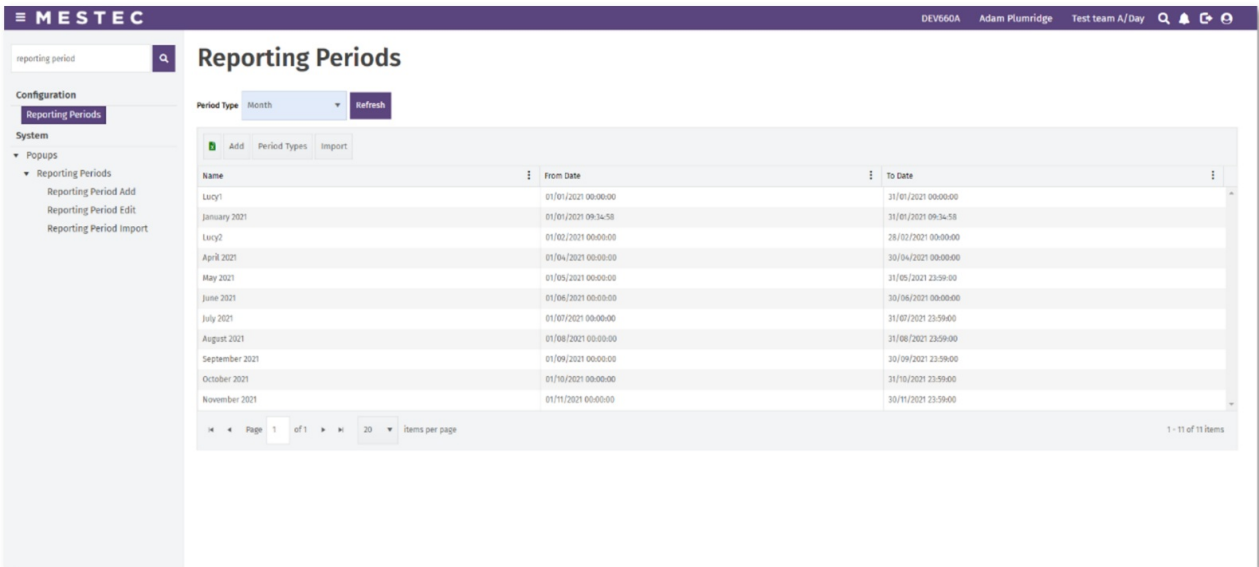 MESTEC DEV660A Adam Plumridge Test team A/Day
reporting period
Configuration
Reporting Periods
System
Popups
Reporting Periods
Reporting Period Add
Reporting Period Edit
Reporting Period Import
Reporting Periods
Period Type Month Refresh
Add Period Types Import
Name From Date To Date
Lucy1 01/01/2021 00:00:00 31/01/2021 00:00:00
January 2021 01/01/2021 09:34:58 31/01/2021 09:34:58
Lucy2 01/02/2021 00:00:00 28/02/2021 00:00:00
April 2021 01/04/2021 00:00:00 30/04/2021 00:00:00
May 2021 01/05/2021 00:00:00 31/05/2021 23:59:00
June 2021 01/06/2021 00:00:00 30/06/2021 00:00:00
July 2021 01/07/2021 00:00:00 31/07/2021 23:59:00
August 2021 01/08/2021 00:00:00 31/08/2021 23:59:00
September 2021 01/09/2021 00:00:00 30/09/2021 23:59:00
October 2021 01/10/2021 00:00:00 31/10/2021 23:59:00
November 2021 01/11/2021 00:00:00 30/11/2021 23:59:00
Page 1 of 1 20 items per page 1 - 11 of 11 items